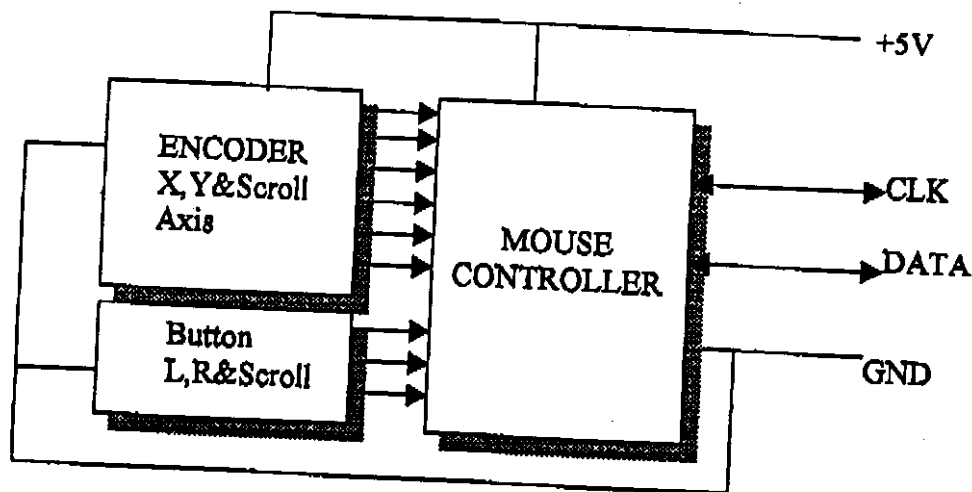 +5V
ENCODER
X,Y&Scroll
Axis
MOUSE
CONTROLLER
CLK
DATA
Button
L,R&Scroll
GND